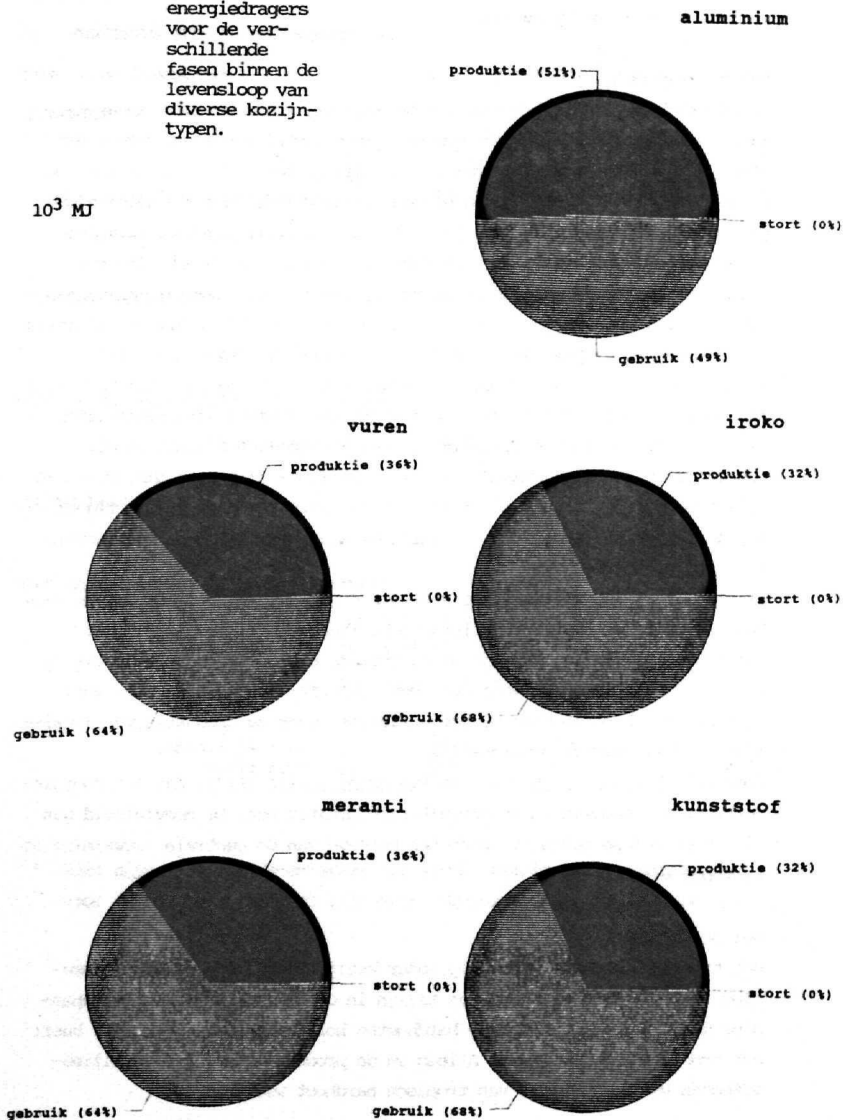 energiedragers
voor de ver-
schillende
fasen binnen de
levensloop van
diverse kozijn-
typen.
10³ MJ
aluminium
produktie (51%)
stort (0%)
gebruik (49%)
vuren
produktie (36%)
stort (0%)
gebruik (64%)
iroko
produktie (32%)
stort (0%)
gebruik (68%)
meranti
produktie (36%)
stort (0%)
gebruik (64%)
kunststof
produktie (32%)
stort (0%)
gebruik (68%)